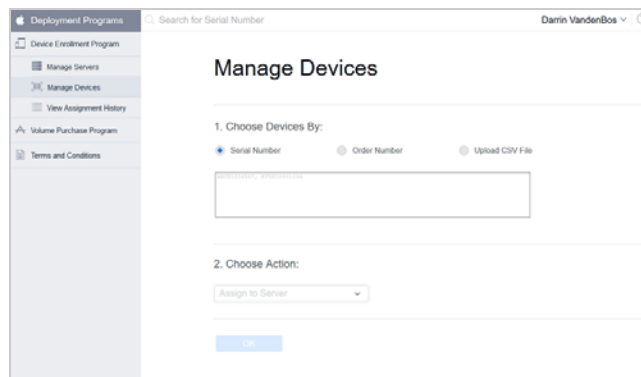 Deployment Programs
Search for Serial Number
Darrin VandenBos
Device Enrollment Program
Manage Servers
Manage Devices
View Assignment History
Volume Purchase Program
Terms and Conditions
Manage Devices
1. Choose Devices By:
Serial Number
Order Number
Upload CSV File
2. Choose Action:
Assign to Server
OK